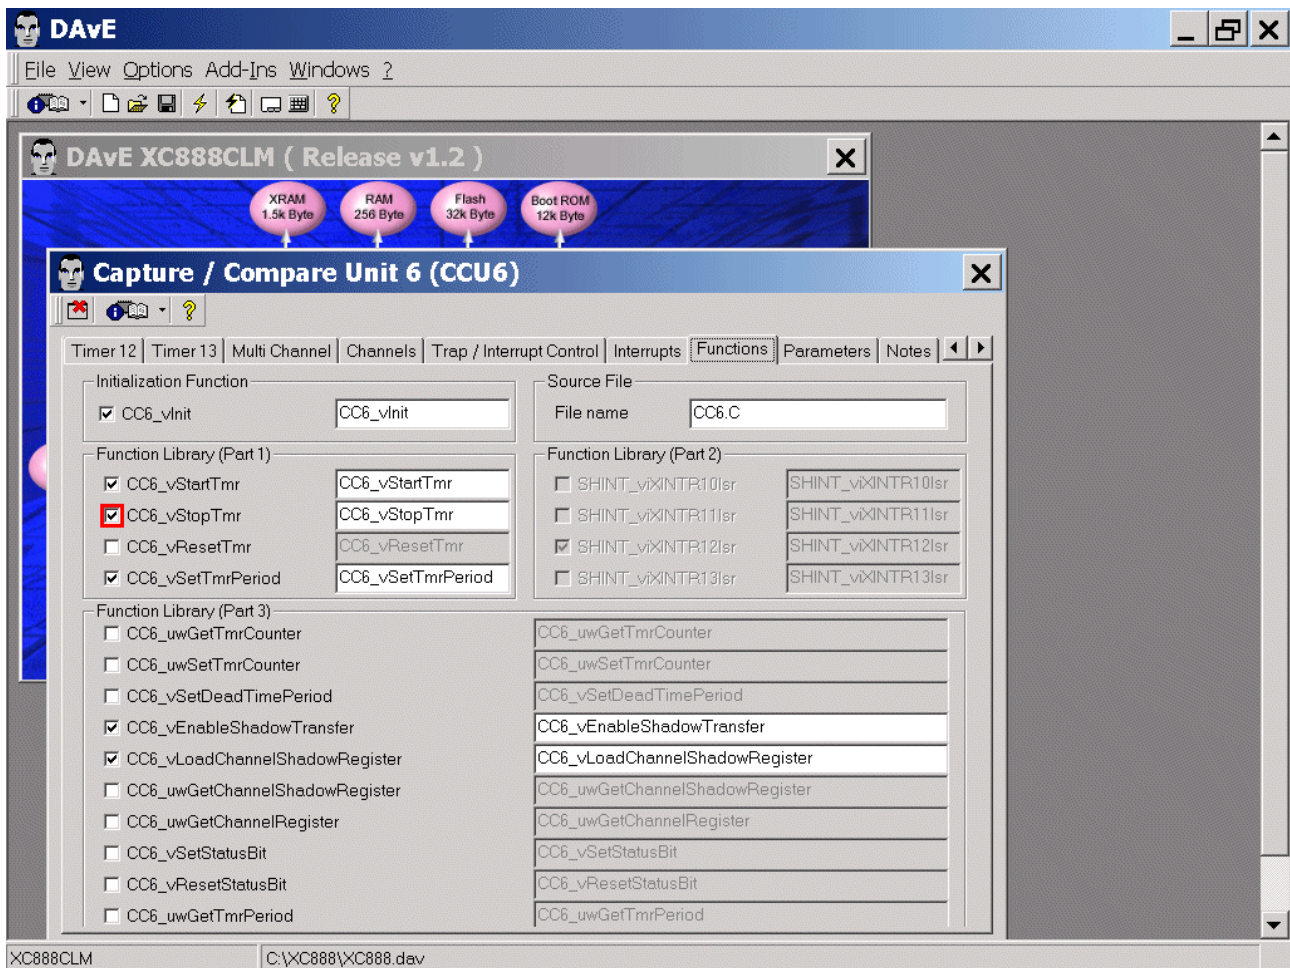 DAvE
File View Options Add-Ins Windows ?
DAvE XC888CLM ( Release v1.2 )
XRAM
1.5k Byte
RAM
256 Byte
Flash
32k Byte
Boot ROM
12k Byte
Capture / Compare Unit 6 (CCU6)
Timer 12 Timer 13 Multi Channel Channels Trap / Interrupt Control Interrupts Functions Parameters Notes
Initialization Function
CC6_vInit CC6_vInit
Source File
File name CC6.C
Function Library (Part 1)
CC6_vStartTmr CC6_vStartTmr
CC6_vStopTmr CC6_vStopTmr
CC6_vResetTmr CC6_vResetTmr
CC6_vSetTmrPeriod CC6_vSetTmrPeriod
Function Library (Part 2)
SHINT_viXINTR10Isr SHINT_viXINTR10Isr
SHINT_viXINTR11Isr SHINT_viXINTR11Isr
SHINT_viXINTR12Isr SHINT_viXINTR12Isr
SHINT_viXINTR13Isr SHINT_viXINTR13Isr
Function Library (Part 3)
CC6_uwGetTmrCounter CC6_uwGetTmrCounter
CC6_uwSetTmrCounter CC6_uwSetTmrCounter
CC6_vSetDeadTimePeriod CC6_vSetDeadTimePeriod
CC6_vEnableShadowTransfer CC6_vEnableShadowTransfer
CC6_vLoadChannelShadowRegister CC6_vLoadChannelShadowRegister
CC6_uwGetChannelShadowRegister CC6_uwGetChannelShadowRegister
CC6_uwGetChannelRegister CC6_uwGetChannelRegister
CC6_vSetStatusBit CC6_vSetStatusBit
CC6_vResetStatusBit CC6_vResetStatusBit
CC6_uwGetTmrPeriod CC6_uwGetTmrPeriod
XC888CLM C:\XC888\XC888.dav